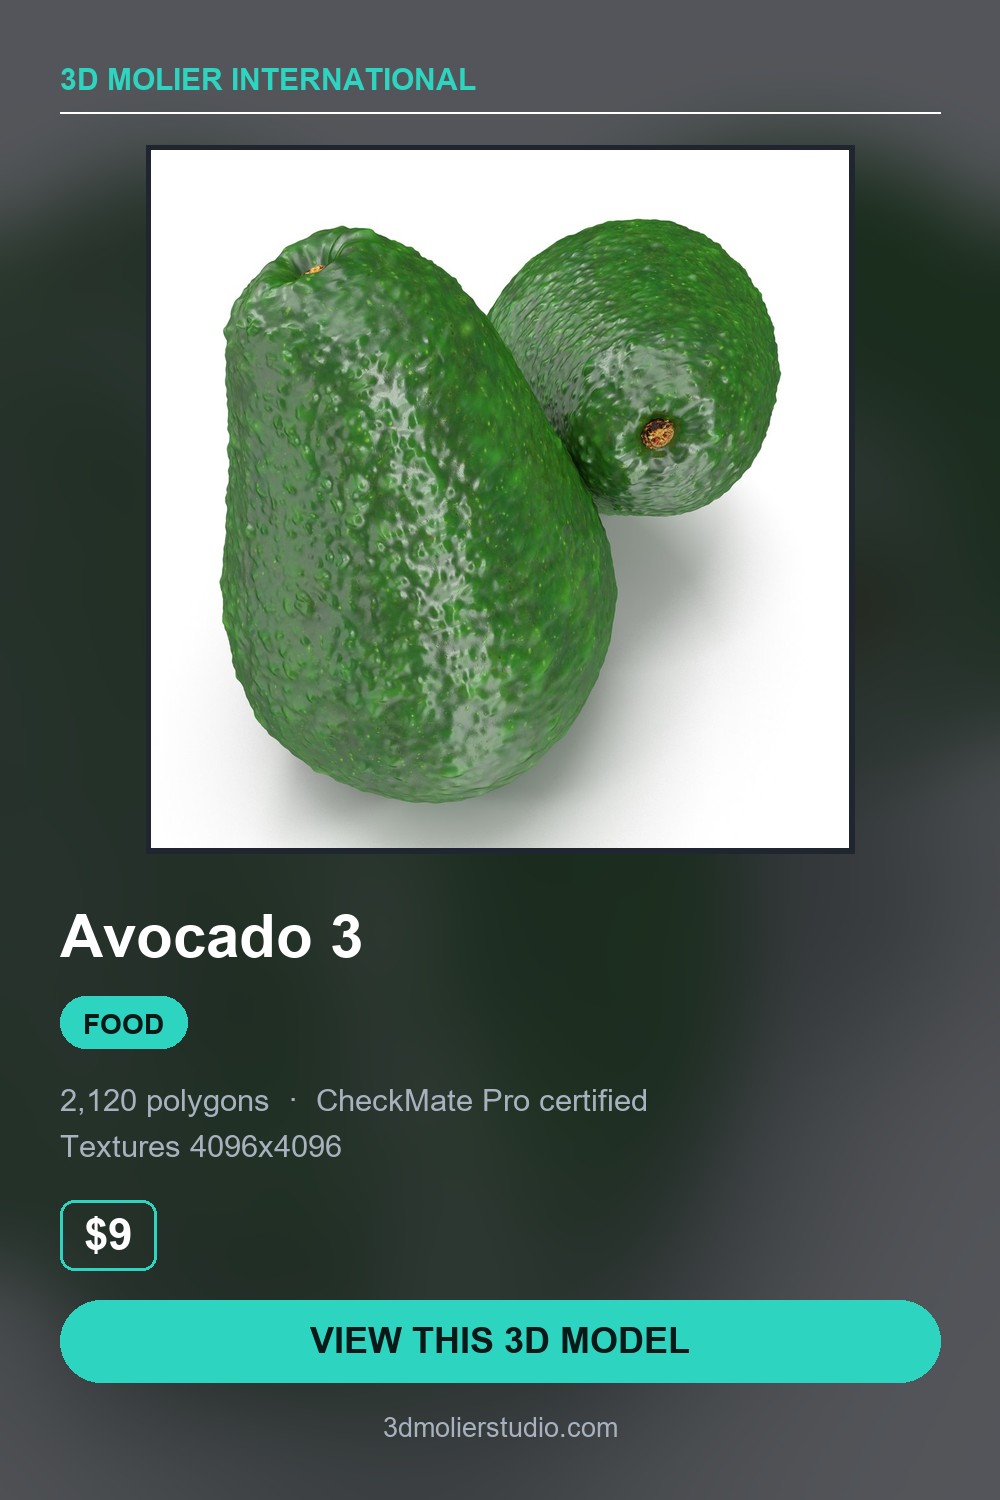 3D MOLIER INTERNATIONAL
Avocado 3
FOOD
2,120 polygons · CheckMate Pro certified
Textures 4096x4096
$9
VIEW THIS 3D MODEL
3dmolierstudio.com